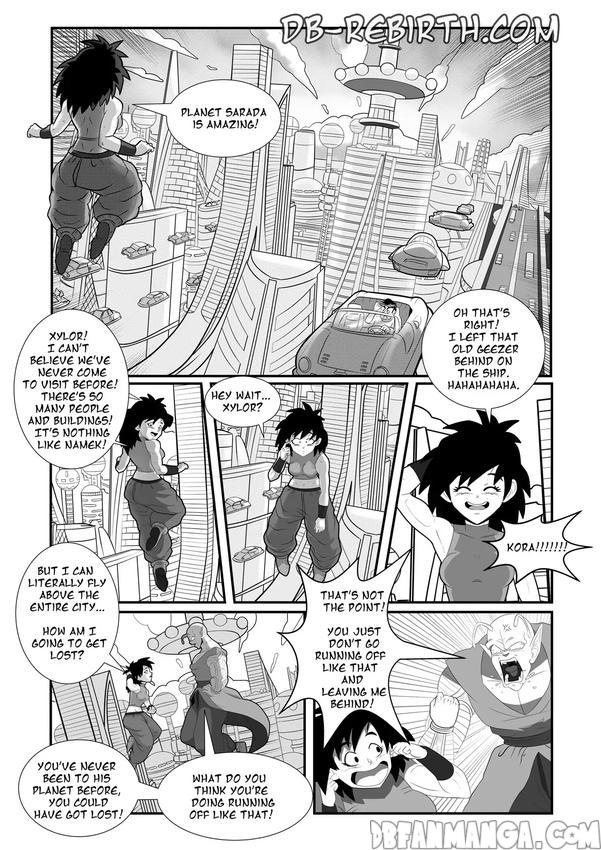 DB-REBIRTH.COM
PLANET SARADA
IS AMAZING!
XYLOR!
I CAN'T
BELIEVE WE'VE
NEVER COME
TO VISIT BEFORE!
THERE'S SO
MANY PEOPLE
AND BUILDINGS!
IT'S NOTHING
LIKE NAMEK!
HEY WAIT...
XYLOR?
OH THAT'S
RIGHT!
I LEFT THAT
OLD GEEZER
BEHIND ON
THE SHIP.
HAHAHAHAHA.
KORA!!!!!!!
WHAT DO YOU
THINK YOU'RE
DOING RUNNING
OFF LIKE THAT!
YOU'VE NEVER
BEEN TO HIS
PLANET BEFORE,
YOU COULD
HAVE GOT LOST!
BUT I CAN
LITERALLY FLY
ABOVE THE
ENTIRE CITY...
HOW AM I
GOING TO GET
LOST?
THAT'S NOT
THE POINT!
YOU JUST
DON'T GO
RUNNING OFF
LIKE THAT
AND
LEAVING ME
BEHIND!
DBFANMANGA.COM